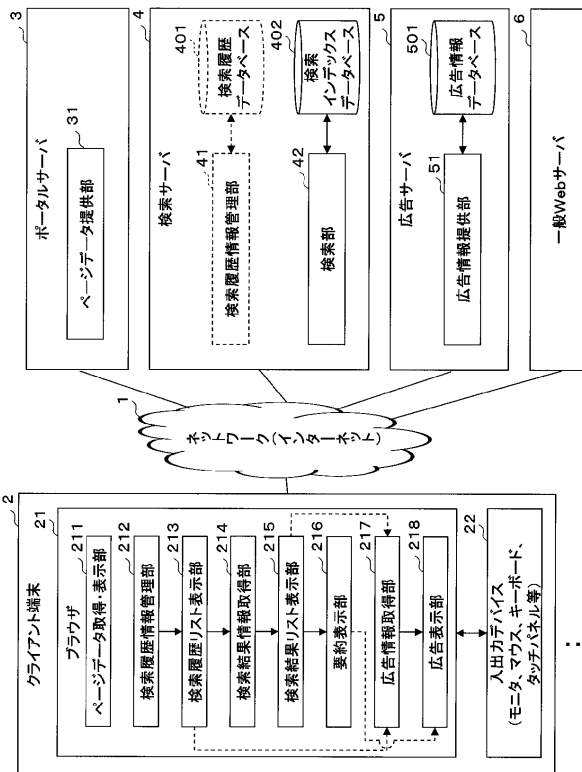 2
クライアント端末
21
ブラウザ
211
ページデータ取得・表示部
212
検索履歴情報管理部
213
検索履歴リスト表示部
214
検索結果情報取得部
215
検索結果リスト表示部
216
要約表示部
217
広告情報取得部
218
広告表示部
22
入出力デバイス
(モニタ、マウス、キーボード、
タッチパネル等)
1
ネットワーク(インターネット)
3
ポータルサーバ
31
ページデータ提供部
4
検索サーバ
41
検索履歴情報管理部
401
検索履歴
データベース
42
検索部
402
検索
インデックス
データベース
5
広告サーバ
51
広告情報提供部
501
広告情報
データベース
6
一般Webサーバ